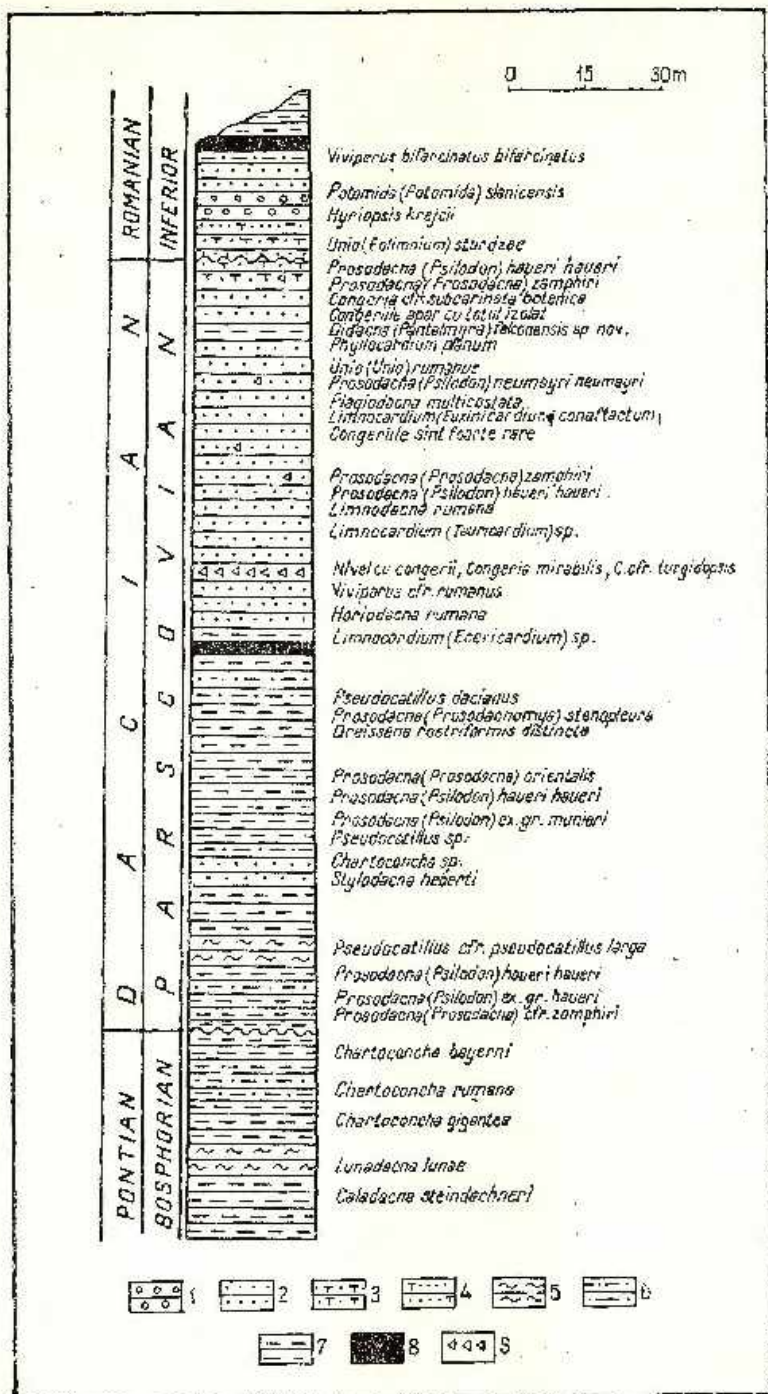 0 15 30m
ROMANIAN
INFERIOR
DACIAN
PARSCOVIAN
PONTIAN
BOSPHORIAN
Viviperus bifarcinatus bifarcinatus
Potomida (Potomida) slanicensis
Hyriopsis krejcii
Unio (Eolimnium) sturdzae
Prosodacna (Psilodon) haueri haueri
Prosodacna (Prosodacna) zamphiri
Congeria cfr. subcarinata botenica
Congeriile apar cu totul izolat
Didacna (Pontalmyra) sp. nov.
Phyllocardium planum
Unio (Unio) rumanus
Prosodacna (Psilodon) neumayri neumayri
Plagiodacna multicostata
Limnocardium (Euxinicardium)
Congeriile sint foarte rare
Prosodacna (Prosodacna) zamphiri
Prosodacna (Psilodon) haueri haueri
Limnodacna rumana
Limnocardium (Tauricardium) sp.
Nivel cu congerii, Congeria mirabilis, C. cfr. turgidopsis
Viviparus cfr. rumanus
Horiodacna rumana
Limnocardium (Ecericardium) sp.
Pseudocatillus dacianus
Prosodacna (Prosodacnomya) stenopleura
Dreissena rostriformis distincta
Prosodacna (Prosodacna) orientalis
Prosodacna (Psilodon) haueri haueri
Prosodacna (Psilodon) ex. gr. munieri
Pseudocatillus sp.
Chartoconcha sp.
Stylodacna heberti
Pseudocatillus cfr. pseudocatillus larga
Prosodacna (Psilodon) haueri haueri
Prosodacna (Psilodon) ex. gr. haueri
Prosodacna (Prosodacna) cfr. zamphiri
Chartoconcha bayerni
Chartoconcha rumana
Chartoconcha gigantea
Lunadacna lunae
Caladacna steindachneri
1 2 3 4 5 6
7 8 9